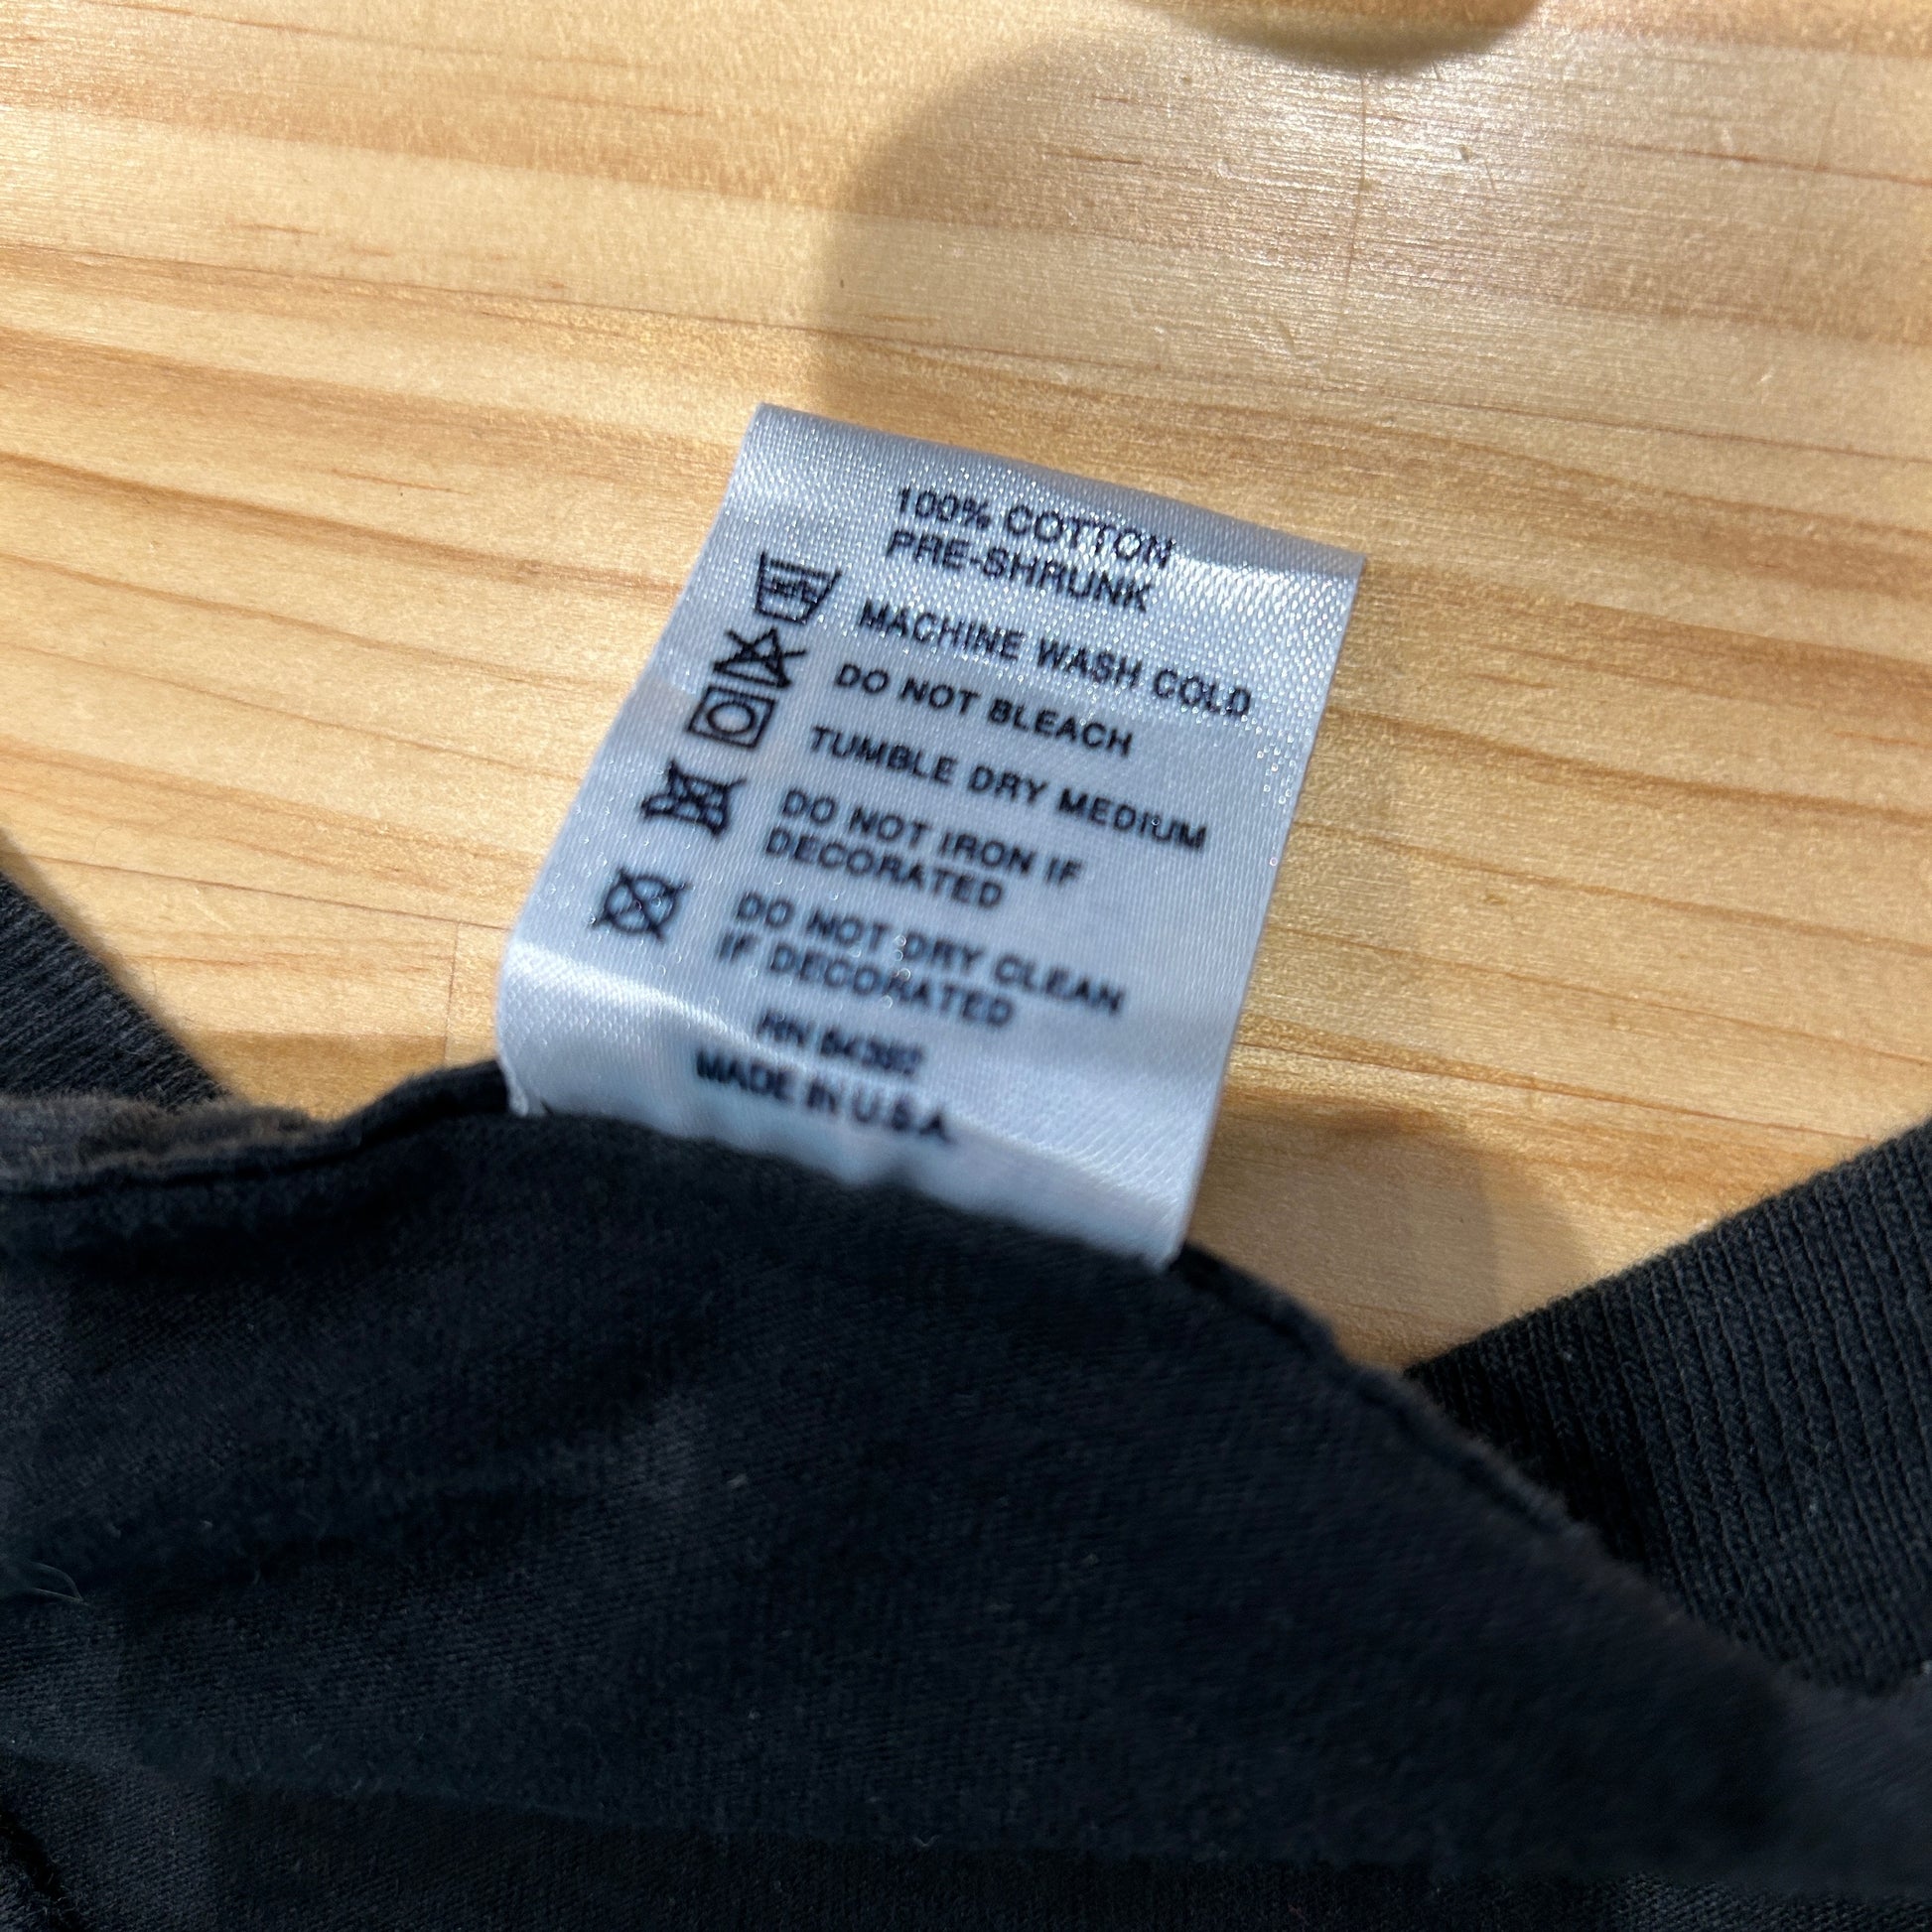 100% COTTON
PRE-SHRUNK
MACHINE WASH COLD
DO NOT BLEACH
TUMBLE DRY MEDIUM
DO NOT IRON IF
DECORATED
DO NOT DRY CLEAN
IF DECORATED
RN
MADE IN U.S.A.